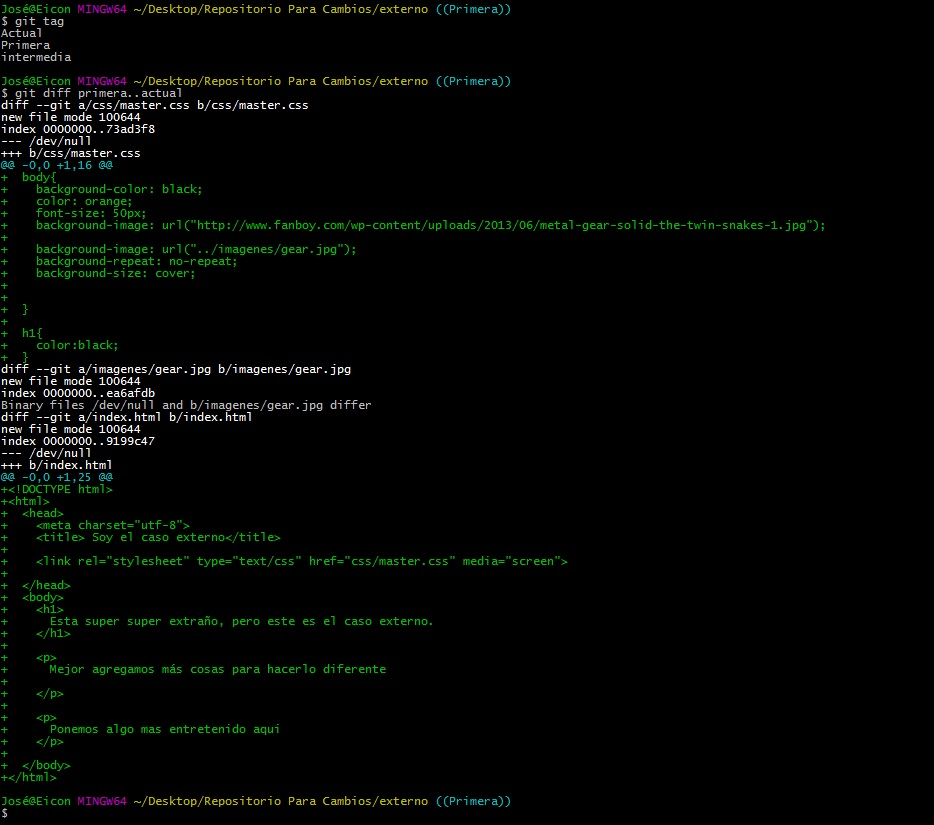 José@Eicon MINGW64 ~/Desktop/Repositorio Para Cambios/externo ((Primera))
$ git tag
Actual
Primera
intermedia

José@Eicon MINGW64 ~/Desktop/Repositorio Para Cambios/externo ((Primera))
$ git diff primera..actual
diff --git a/css/master.css b/css/master.css
new file mode 100644
index 0000000..73ad3f8
--- /dev/null
+++ b/css/master.css
@@ -0,0 +1,16 @@
+  body{
+    background-color: black;
+    color: orange;
+    font-size: 50px;
+    background-image: url("http://www.fanboy.com/wp-content/uploads/2013/06/metal-gear-solid-the-twin-snakes-1.jpg");
+
+    background-image: url("../imagenes/gear.jpg");
+    background-repeat: no-repeat;
+    background-size: cover;
+
+
+  }
+
+  h1{
+    color:black;
+  }
diff --git a/imagenes/gear.jpg b/imagenes/gear.jpg
new file mode 100644
index 0000000..ea6afdb
Binary files /dev/null and b/imagenes/gear.jpg differ
diff --git a/index.html b/index.html
new file mode 100644
index 0000000..9199c47
--- /dev/null
+++ b/index.html
@@ -0,0 +1,25 @@
+<!DOCTYPE html>
+<html>
+  <head>
+    <meta charset="utf-8">
+    <title> Soy el caso externo</title>
+
+    <link rel="stylesheet" type="text/css" href="css/master.css" media="screen">
+
+  </head>
+  <body>
+    <h1>
+      Esta super super extraño, pero este es el caso externo.
+    </h1>
+
+    <p>
+      Mejor agregamos más cosas para hacerlo diferente
+
+    </p>
+
+    <p>
+      Ponemos algo mas entretenido aqui
+    </p>
+
+  </body>
+</html>

José@Eicon MINGW64 ~/Desktop/Repositorio Para Cambios/externo ((Primera))
$